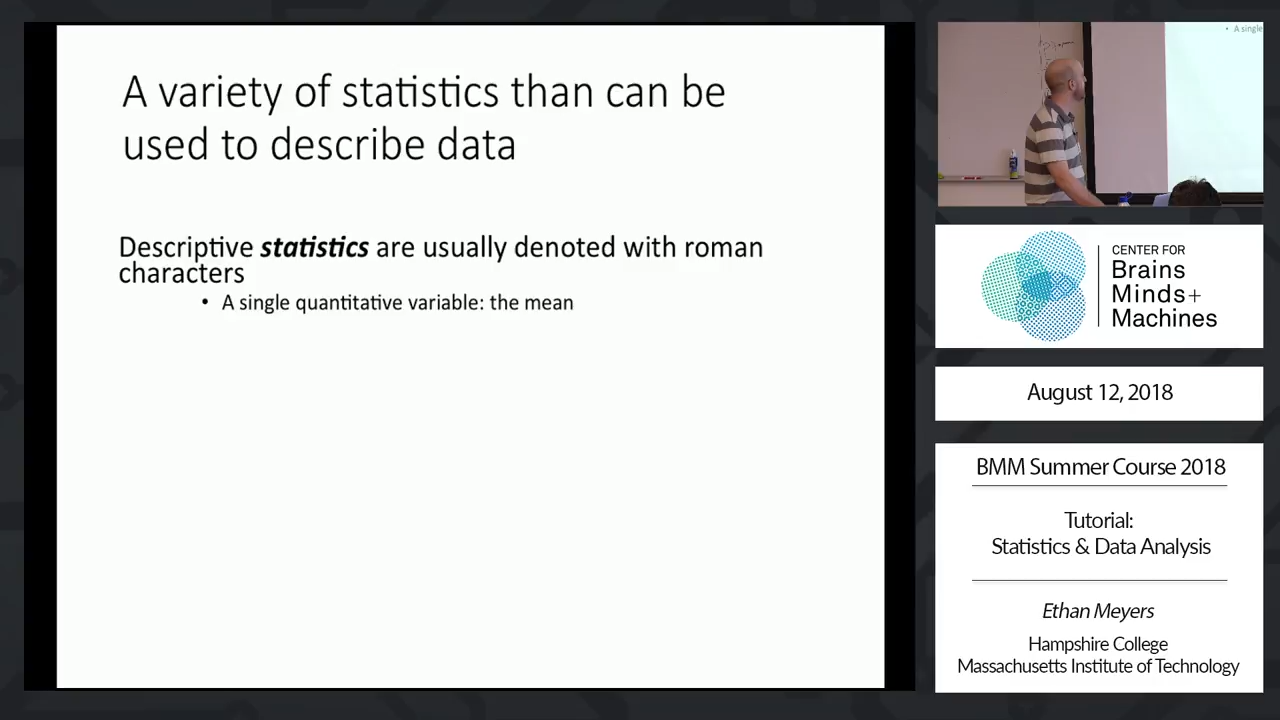 A variety of statistics than can be
used to describe data
Descriptive statistics are usually denoted with roman
characters
• A single quantitative variable: the mean
• A single
CENTER FOR
Brains
Minds+
Machines
August 12, 2018
BMM Summer Course 2018
Tutorial:
Statistics & Data Analysis
Ethan Meyers
Hampshire College
Massachusetts Institute of Technology